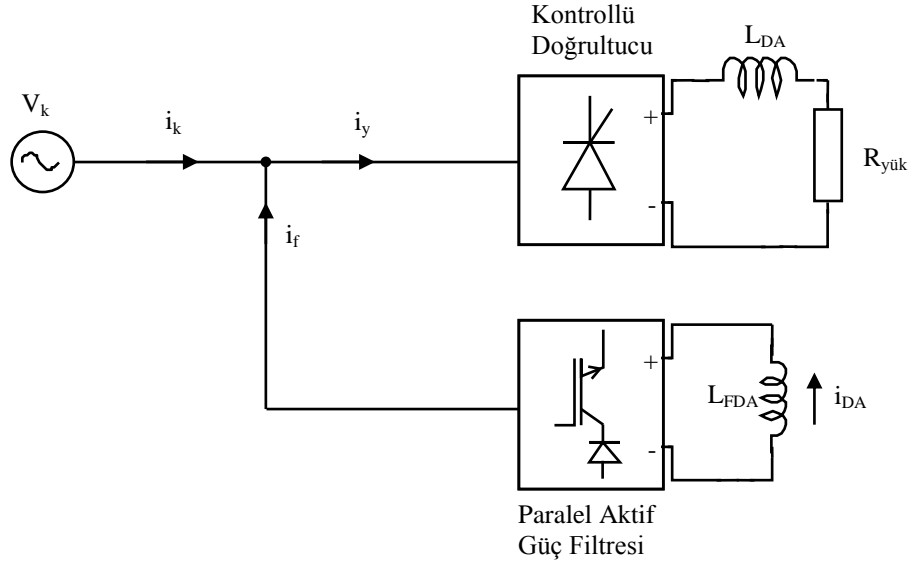 Kontrollü
Doğrultucu
L_DA
V_k
i_k
i_y
+
-
R_yük
i_f
+
-
L_FDA
i_DA
Paralel Aktif
Güç Filtresi